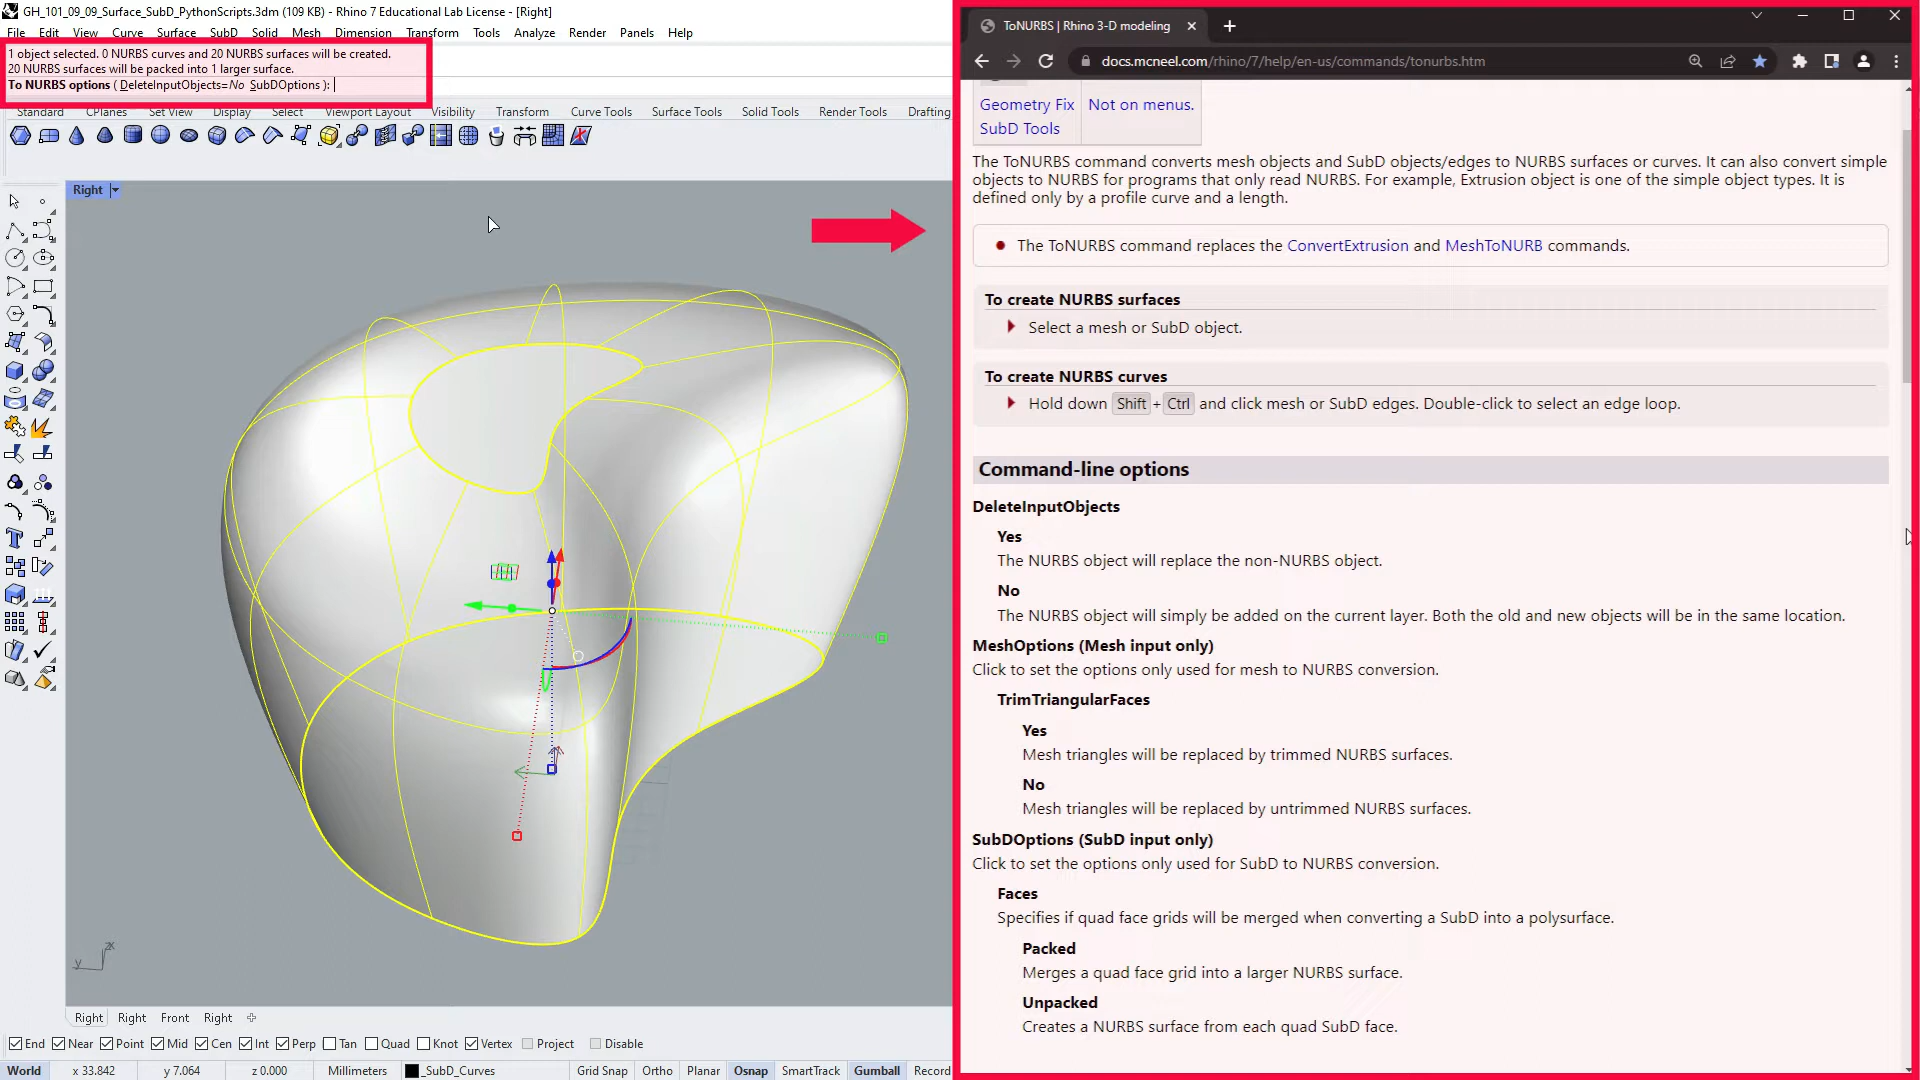 GH_101_09_09_Surface_SubD_PythonScripts.3dm (109 KB) - Rhino 7 Educational Lab License - [Right]
File Edit View Curve Surface SubD Solid Mesh Dimension Transform Tools Analyze Render Panels Help
1 object selected. 0 NURBS curves and 20 NURBS surfaces will be created.
20 NURBS surfaces will be packed into 1 larger surface.
To NURBS options ( DeleteInputObjects=No SubDOptions ):
Standard CPlanes Set View Display Select Viewport Layout Visibility Transform Curve Tools Surface Tools Solid Tools Mesh Tools Render Tools Drafting
Right
z x
y
Right Right Front Right
End Near Point Mid Cen Int Perp Tan Quad Knot Vertex Project Disable
World x 33.842 y 7.064 z 0.000 Millimeters _SubD_Curves Grid Snap Ortho Planar Osnap SmartTrack Gumball Record
ToNURBS | Rhino 3-D modeling
docs.mcneel.com/rhino/7/help/en-us/commands/tonurbs.htm
Geometry Fix Not on menus.
SubD Tools
The ToNURBS command converts mesh objects and SubD objects/edges to NURBS surfaces or curves. It can also convert simple
objects to NURBS for programs that only read NURBS. For example, Extrusion object is one of the simple object types. It is
defined only by a profile curve and a length.
The ToNURBS command replaces the ConvertExtrusion and MeshToNURB commands.
To create NURBS surfaces
Select a mesh or SubD object.
To create NURBS curves
Hold down Shift + Ctrl and click mesh or SubD edges. Double-click to select an edge loop.
Command-line options
DeleteInputObjects
Yes
The NURBS object will replace the non-NURBS object.
No
The NURBS object will simply be added on the current layer. Both the old and new objects will be in the same location.
MeshOptions (Mesh input only)
Click to set the options only used for mesh to NURBS conversion.
TrimTriangularFaces
Yes
Mesh triangles will be replaced by trimmed NURBS surfaces.
No
Mesh triangles will be replaced by untrimmed NURBS surfaces.
SubDOptions (SubD input only)
Click to set the options only used for SubD to NURBS conversion.
Faces
Specifies if quad face grids will be merged when converting a SubD into a polysurface.
Packed
Merges a quad face grid into a larger NURBS surface.
Unpacked
Creates a NURBS surface from each quad SubD face.